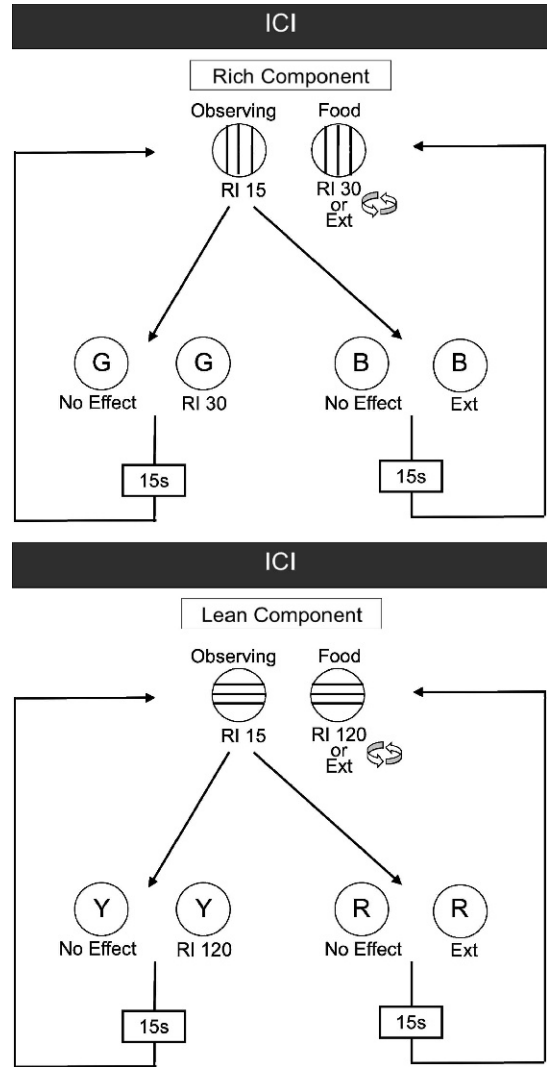 ICI
Rich Component
Observing Food
RI 15 RI 30
or
Ext
G G B B
No Effect RI 30 No Effect Ext
15s 15s
ICI
Lean Component
Observing Food
RI 15 RI 120
or
Ext
Y Y R R
No Effect RI 120 No Effect Ext
15s 15s